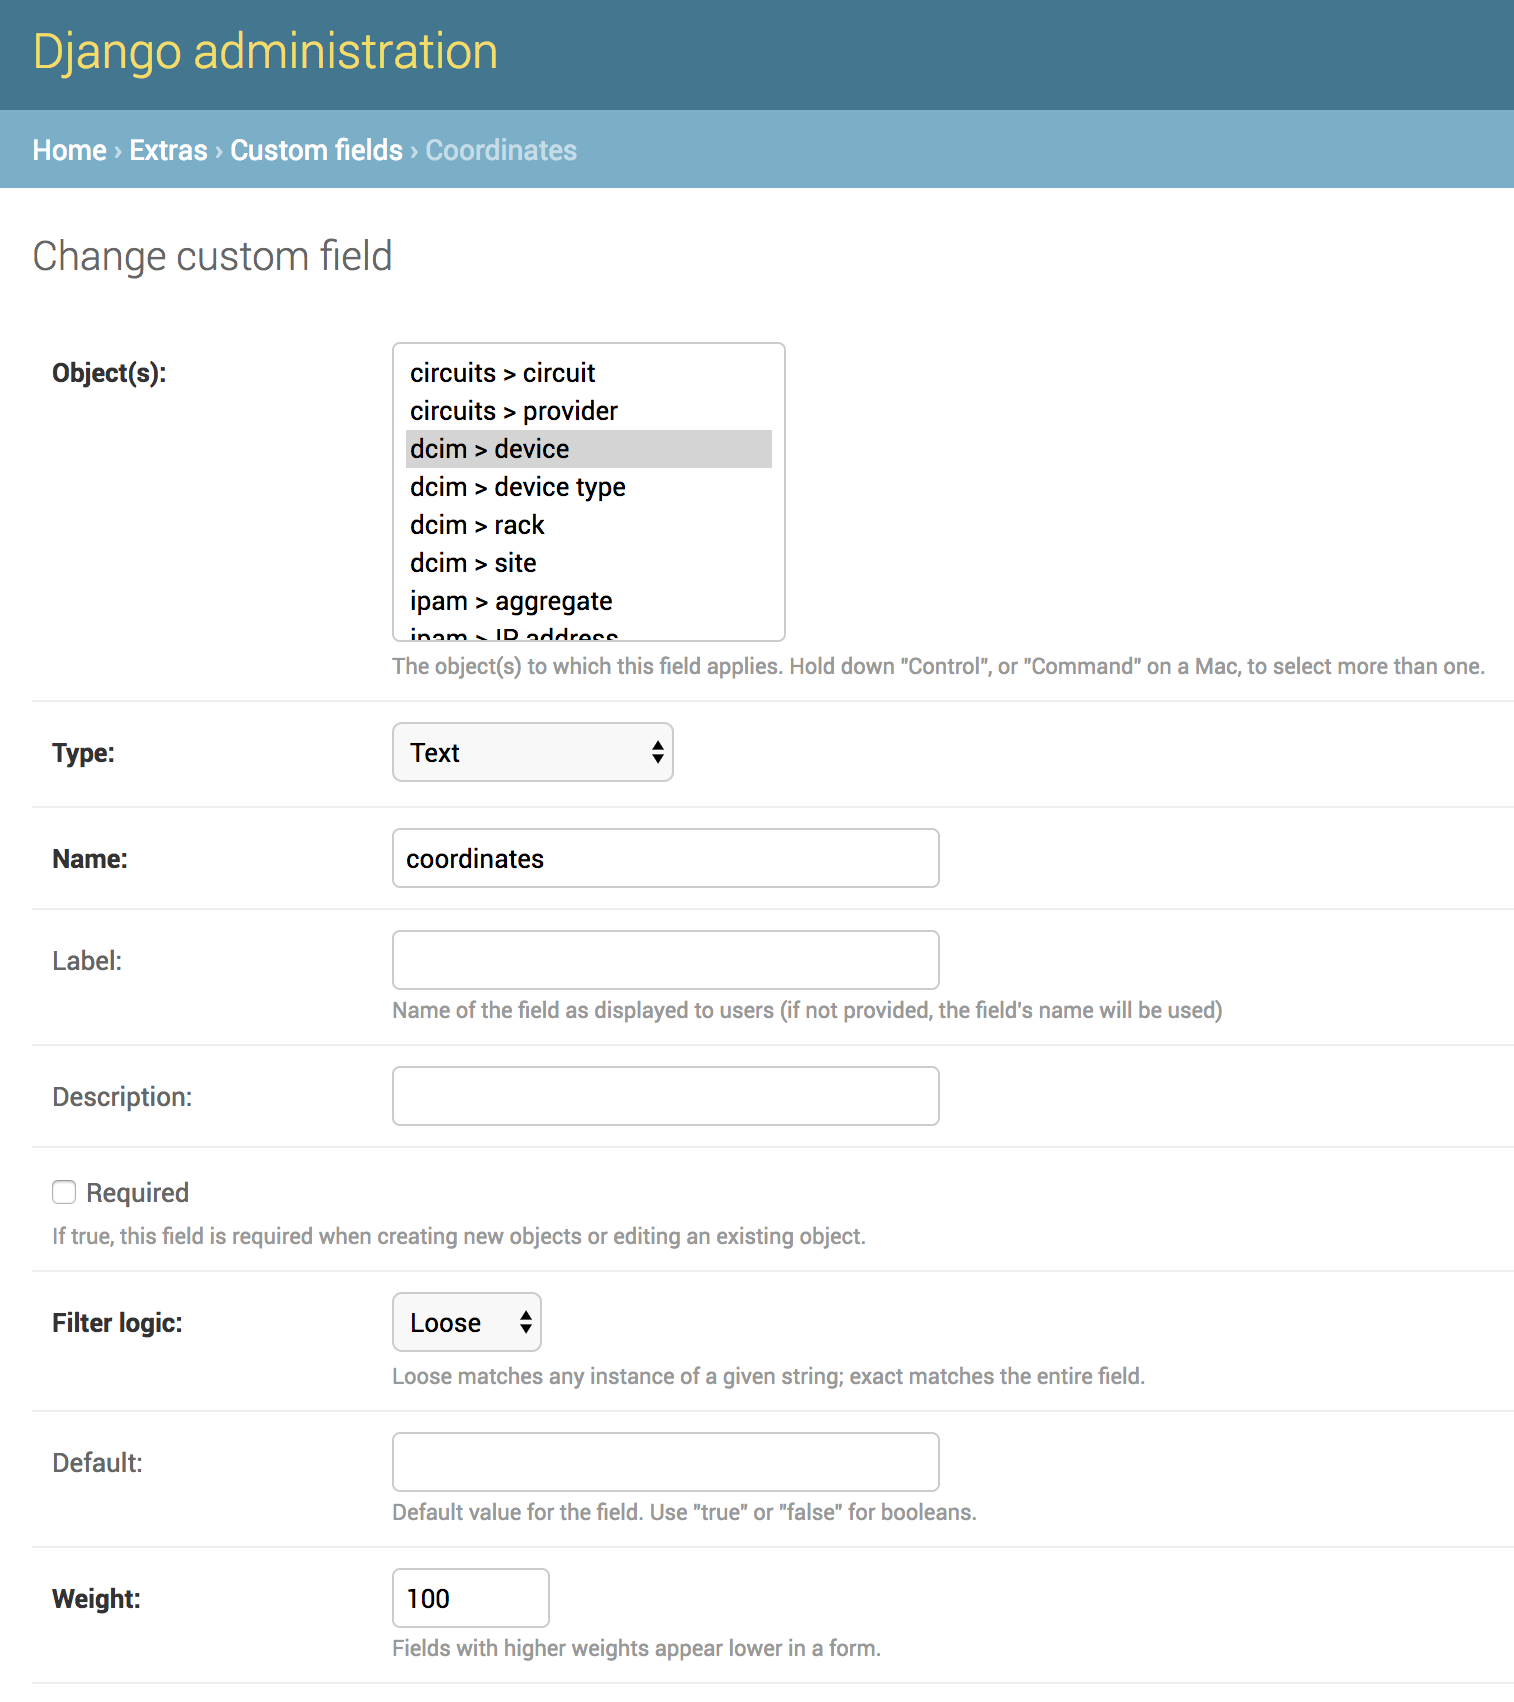 Django administration
Home › Extras › Custom fields › Coordinates
Change custom field
Object(s):
circuits > circuit
circuits > provider
dcim > device
dcim > device type
dcim > rack
dcim > site
ipam > aggregate
ipam > IP address
The object(s) to which this field applies. Hold down "Control", or "Command" on a Mac, to select more than one.
Type: Text
Name: coordinates
Label:
Name of the field as displayed to users (if not provided, the field's name will be used)
Description:
Required
If true, this field is required when creating new objects or editing an existing object.
Filter logic: Loose
Loose matches any instance of a given string; exact matches the entire field.
Default:
Default value for the field. Use "true" or "false" for booleans.
Weight: 100
Fields with higher weights appear lower in a form.